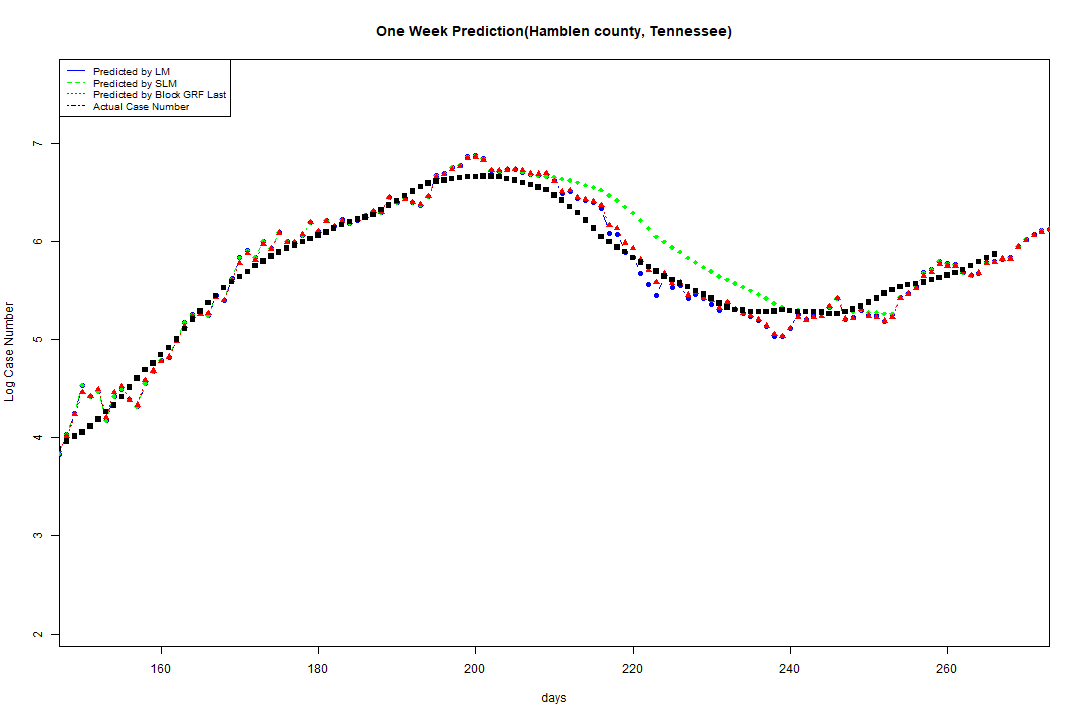 One Week Prediction(Hamblen county, Tennessee)
Predicted by LM
Predicted by SLM
Predicted by Block GRF Last
Actual Case Number
7
6
5
4
3
2
Log Case Number
160 180 200 220 240 260
days